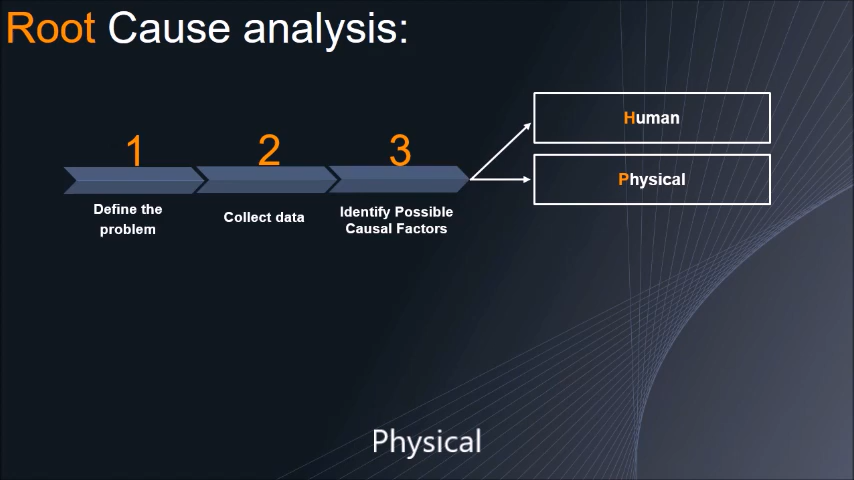 Root Cause analysis:
1
2
3
Define the
problem
Collect data
Identify Possible
Causal Factors
Human
Physical
Physical